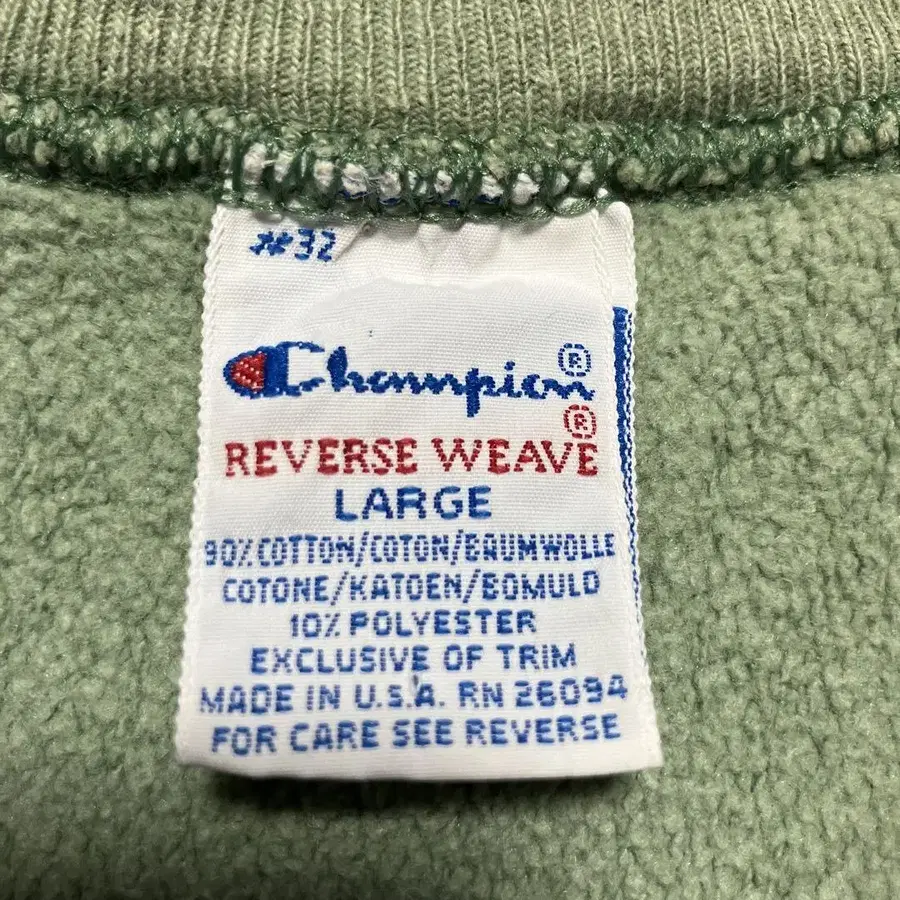 #32
Champion®
REVERSE WEAVE®
LARGE
90% COTTON/COTON/BAUMWOLLE
COTONE/KATOEN/BOMULD
10% POLYESTER
EXCLUSIVE OF TRIM
MADE IN U.S.A. RN 26094
FOR CARE SEE REVERSE